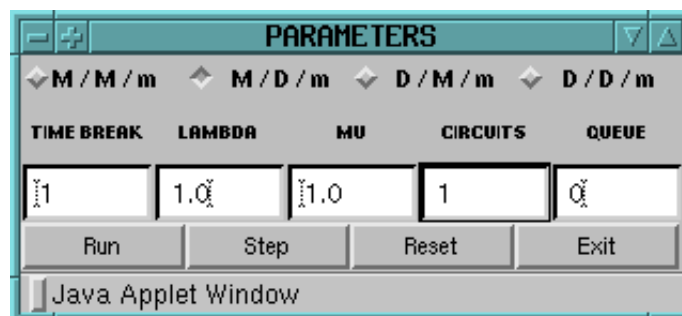 PARAMETERS
M / M / m M / D / m D / M / m D / D / m
TIME BREAK LAMBDA MU CIRCUITS QUEUE
1 1.0 1.0 1 0
Run Step Reset Exit
Java Applet Window